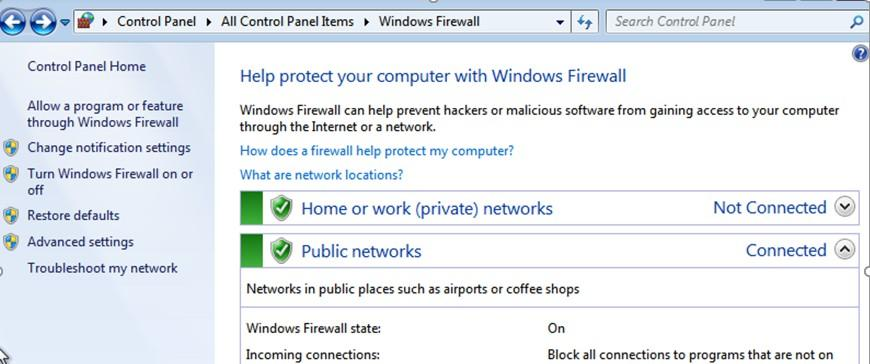 Control Panel ▸ All Control Panel Items ▸ Windows Firewall
Search Control Panel
Control Panel Home
Allow a program or feature
through Windows Firewall
Change notification settings
Turn Windows Firewall on or
off
Restore defaults
Advanced settings
Troubleshoot my network
Help protect your computer with Windows Firewall
Windows Firewall can help prevent hackers or malicious software from gaining access to your computer
through the Internet or a network.
How does a firewall help protect my computer?
What are network locations?
Home or work (private) networks Not Connected
Public networks Connected
Networks in public places such as airports or coffee shops
Windows Firewall state: On
Incoming connections: Block all connections to programs that are not on